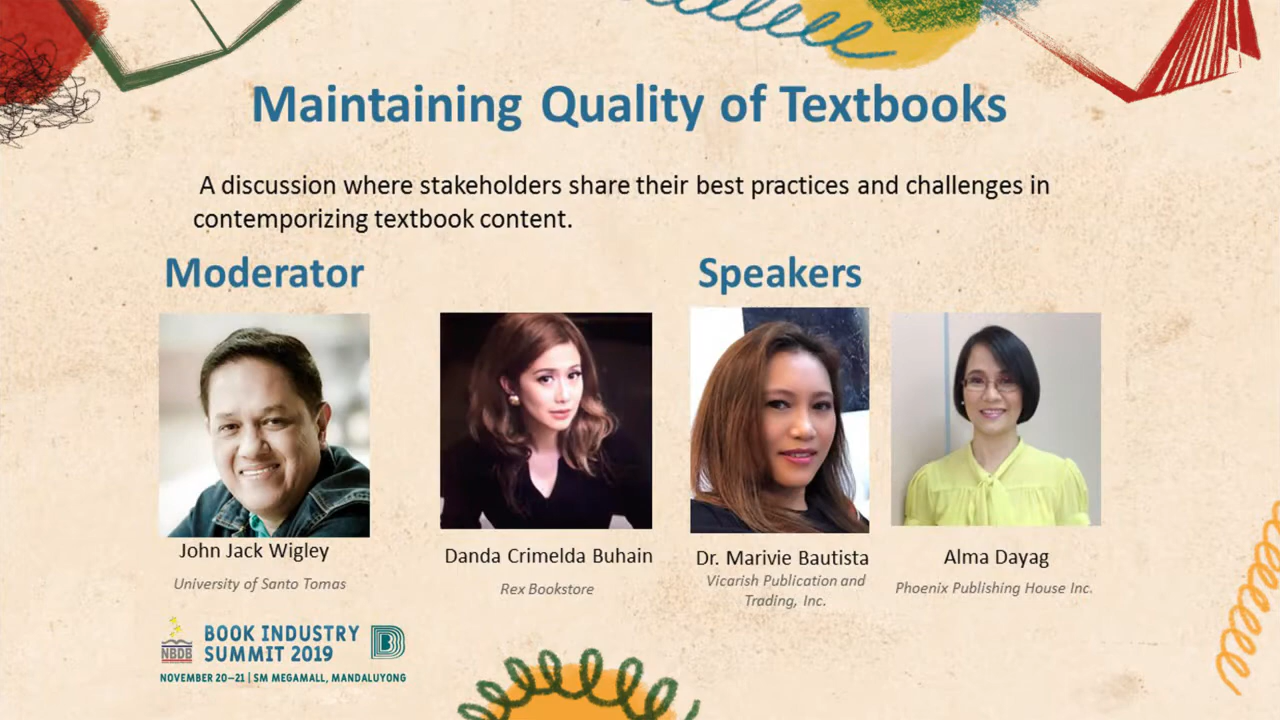 Maintaining Quality of Textbooks
A discussion where stakeholders share their best practices and challenges in
contemporizing textbook content.
Moderator
Speakers
John Jack Wigley
University of Santo Tomas
Danda Crimelda Buhain
Rex Bookstore
Dr. Marivie Bautista
Vicarish Publication and
Trading, Inc.
Alma Dayag
Phoenix Publishing House Inc.
NBDB
BOOK INDUSTRY
SUMMIT 2019
B
NOVEMBER 20–21 | SM MEGAMALL, MANDALUYONG